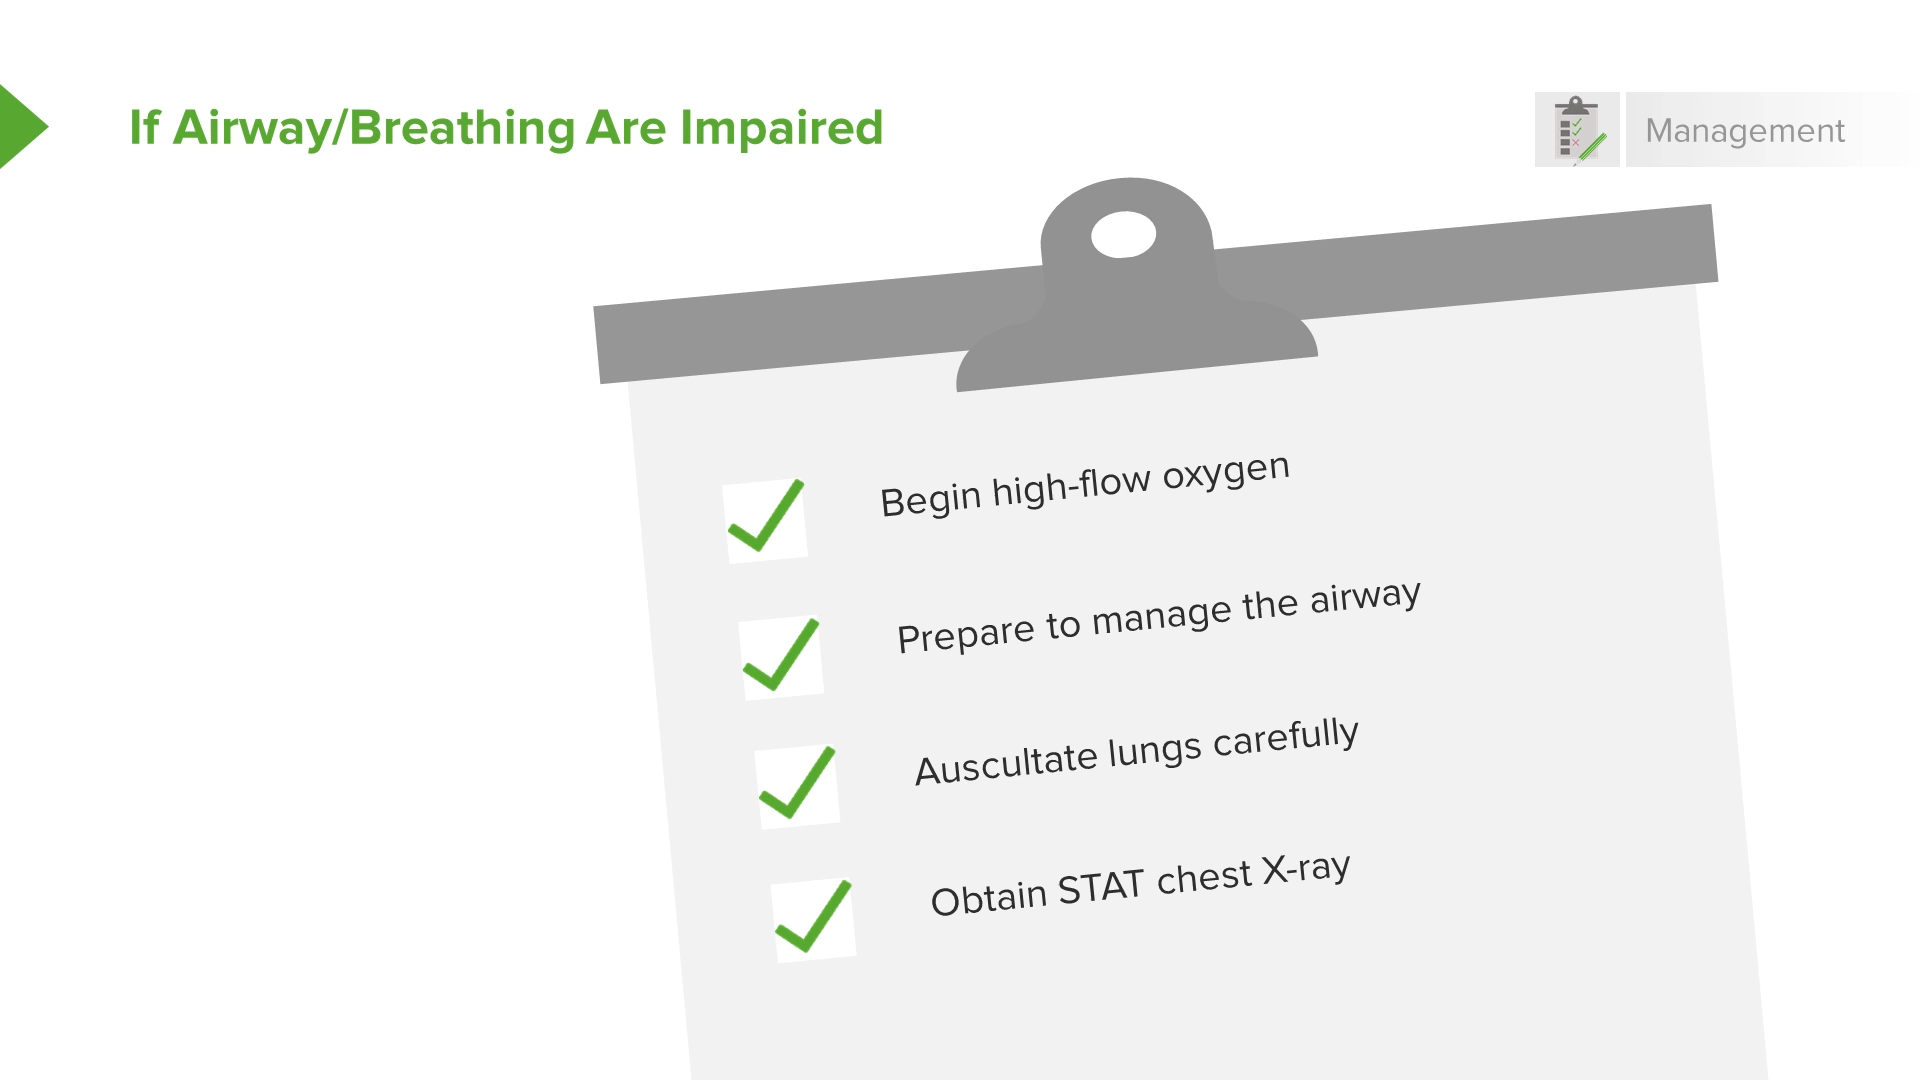 If Airway/Breathing Are Impaired
Management
Begin high-flow oxygen
Prepare to manage the airway
Auscultate lungs carefully
Obtain STAT chest X-ray